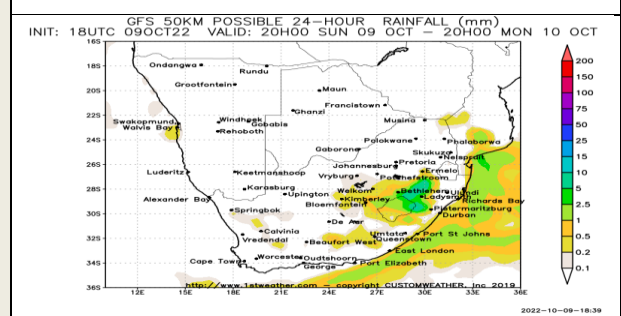 GFS 50KM POSSIBLE 24-HOUR RAINFALL (mm)
INIT: 18UTC 09OCT22 VALID: 20H00 SUN 09 OCT - 20H00 MON 10 OCT
16S
18S
20S
22S
24S
26S
28S
30S
32S
34S
36S
Ondangwa
Rundu
Grootfontein
Maun
Ghanzi
Francistown
Swakopmund
Walvis Bay
Windhoek
Gobabis
Rehoboth
Musina
Polokwane
Phalaborwa
Gaborone
Skukuza
Nelspruit
Johannesburg
Pretoria
Luderitz
Keetmanshoop
Vryburg
Potchefstroom
Ermelo
Karasburg
Upington
Welkom
Bethlehem
Ulundi
Alexander Bay
Kimberley
Ladysmith
Richards Bay
Springbok
Bloemfontein
Pietermaritzburg
Durban
De Aar
Calvinia
Vredendal
Beaufort West
Umtata
Port St Johns
Queenstown
East London
Cape Town
Worcester
Oudtshoorn
George
Port Elizabeth
http://www.1stweather.com - copyright CUSTOMWEATHER, Inc 2019
12E 15E 18E 21E 24E 27E 30E 33E 36E
200
150
100
75
50
25
15
10
5
2.5
1
0.5
0.2
0.1
2022-10-09-18:39